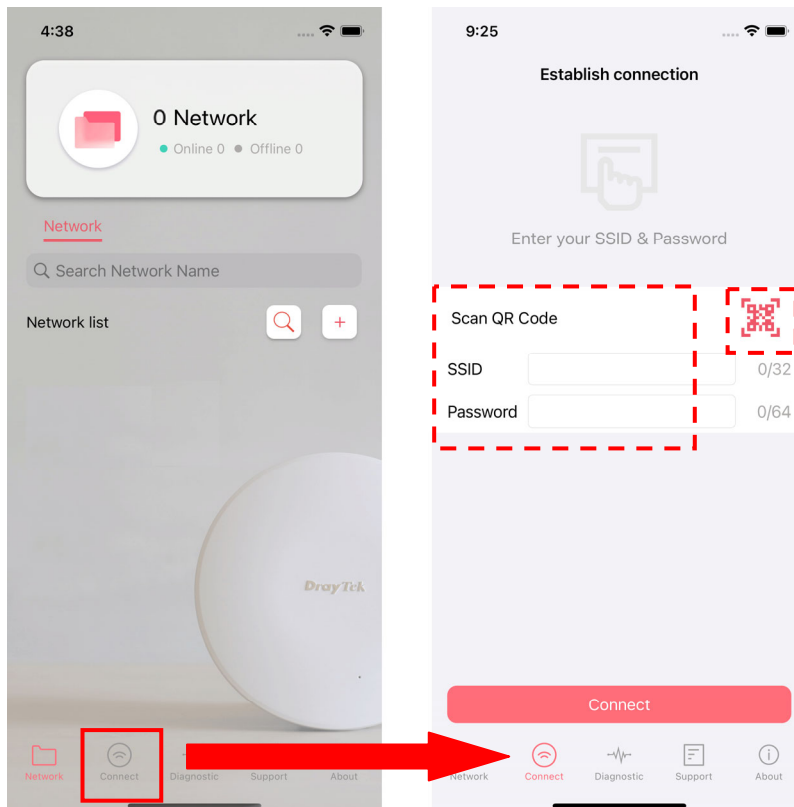 4:38
0 Network
Online 0 Offline 0
Network
Search Network Name
Network list
+
DrayTek
Network Connect Diagnostic Support About
9:25
Establish connection
Enter your SSID & Password
Scan QR Code
SSID 0/32
Password 0/64
Connect
Network Connect Diagnostic Support About